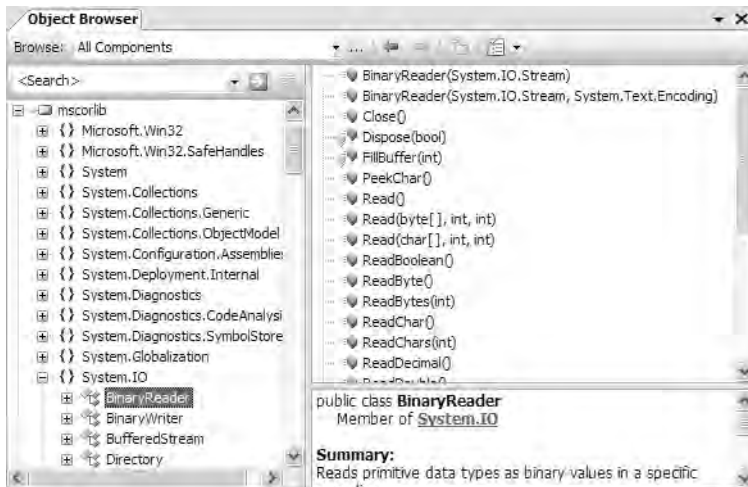 Object Browser
Browse: All Components
...
<Search>
mscorlib
{} Microsoft.Win32
{} Microsoft.Win32.SafeHandles
{} System
{} System.Collections
{} System.Collections.Generic
{} System.Collections.ObjectModel
{} System.Configuration.Assemblie
{} System.Deployment.Internal
{} System.Diagnostics
{} System.Diagnostics.CodeAnalysi
{} System.Diagnostics.SymbolStore
{} System.Globalization
{} System.IO
BinaryReader
BinaryWriter
BufferedStream
Directory
BinaryReader(System.IO.Stream)
BinaryReader(System.IO.Stream, System.Text.Encoding)
Close()
Dispose(bool)
FillBuffer(int)
PeekChar()
Read()
Read(byte[], int, int)
Read(char[], int, int)
ReadBoolean()
ReadByte()
ReadBytes(int)
ReadChar()
ReadChars(int)
ReadDecimal()
ReadDouble()
public class BinaryReader
Member of System.IO
Summary:
Reads primitive data types as binary values in a specific